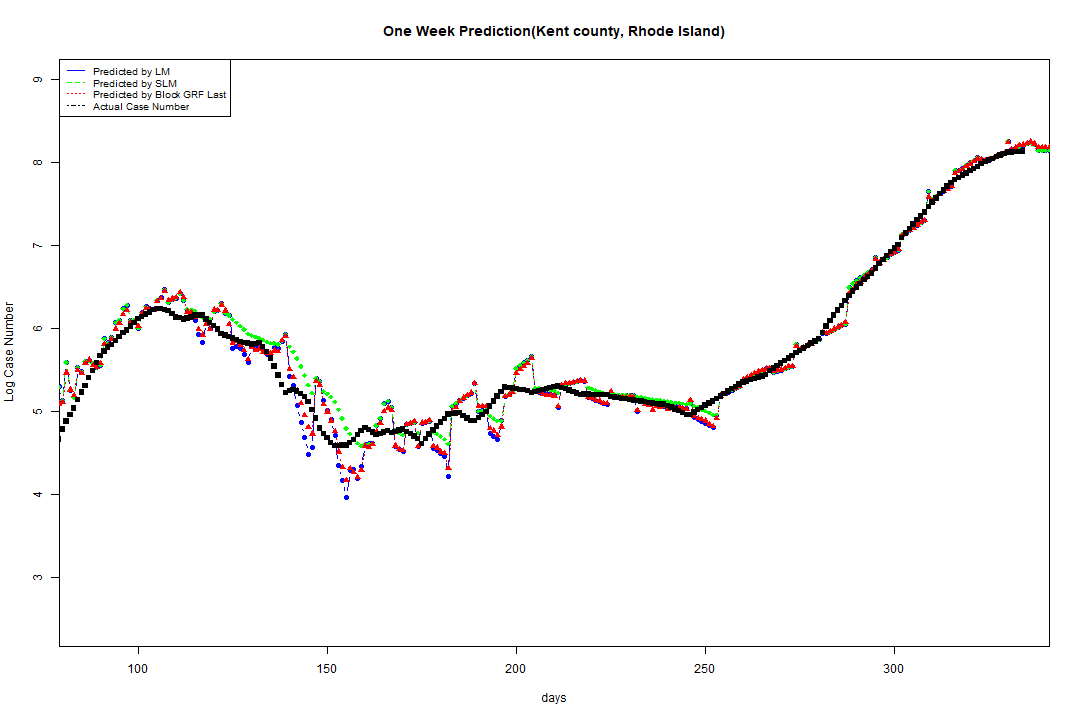 One Week Prediction(Kent county, Rhode Island)
Predicted by LM
Predicted by SLM
Predicted by Block GRF Last
Actual Case Number
9
8
7
6
5
4
3
Log Case Number
100 150 200 250 300
days